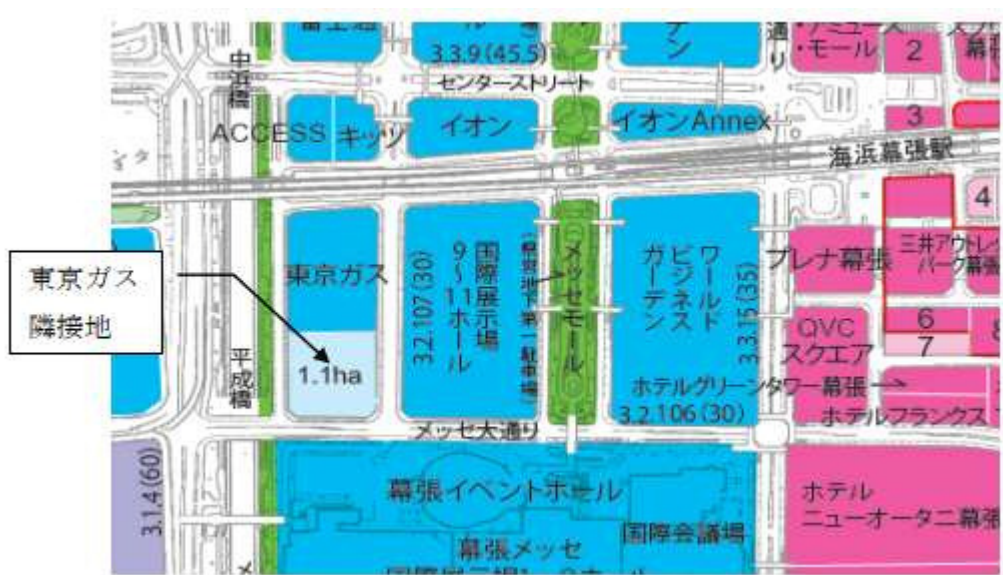 3.3.9(45.5)
センターストリート
中浜橋
通り
・モール
2
ACCESS
キッツ
イオン
イオンAnnex
3
海浜幕張駅
4
東京ガス
隣接地
東京ガス
1.1ha
平成橋
3.2.107(30)
国際展示場
9～11ホール
メッセモール
ワールド
ビジネス
ガーデン
3.3.15(35)
プレナ幕張
三井アウトレ
パーク幕張
6
7
8
QVC
スクエア
ホテルグリーンタワー幕張
3.2.106(30)
ホテルフランクス
メッセ大通り
3.1.4(60)
幕張イベントホール
国際会議場
幕張メッセ
ホテル
ニューオータニ幕張